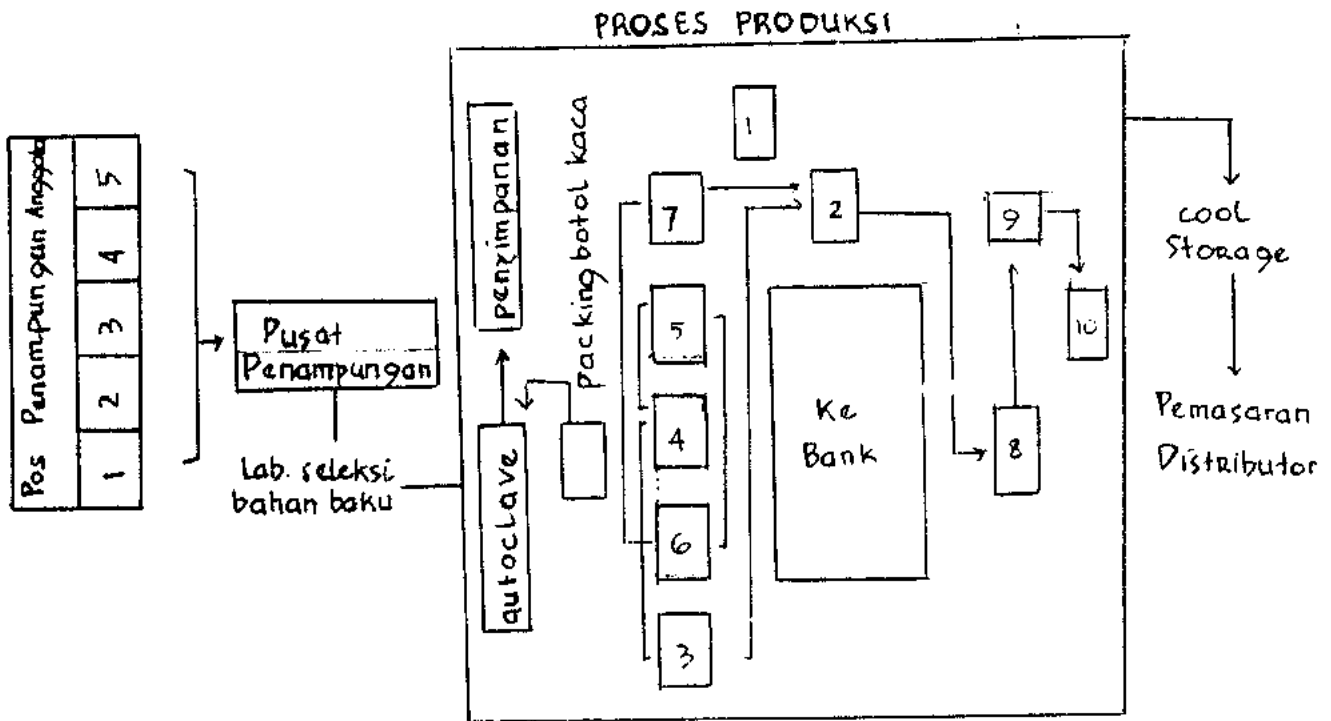 PROSES PRODUKSI
Pos Penampungan Anggota
1
2
3
4
5
Pusat
Penampungan
Lab. seleksi
bahan baku
penyimpanan
autoclave
packing botol kaca
7
5
4
6
3
1
2
Ke
Bank
9
10
8
cool
Storage
Pemasaran
Distributor